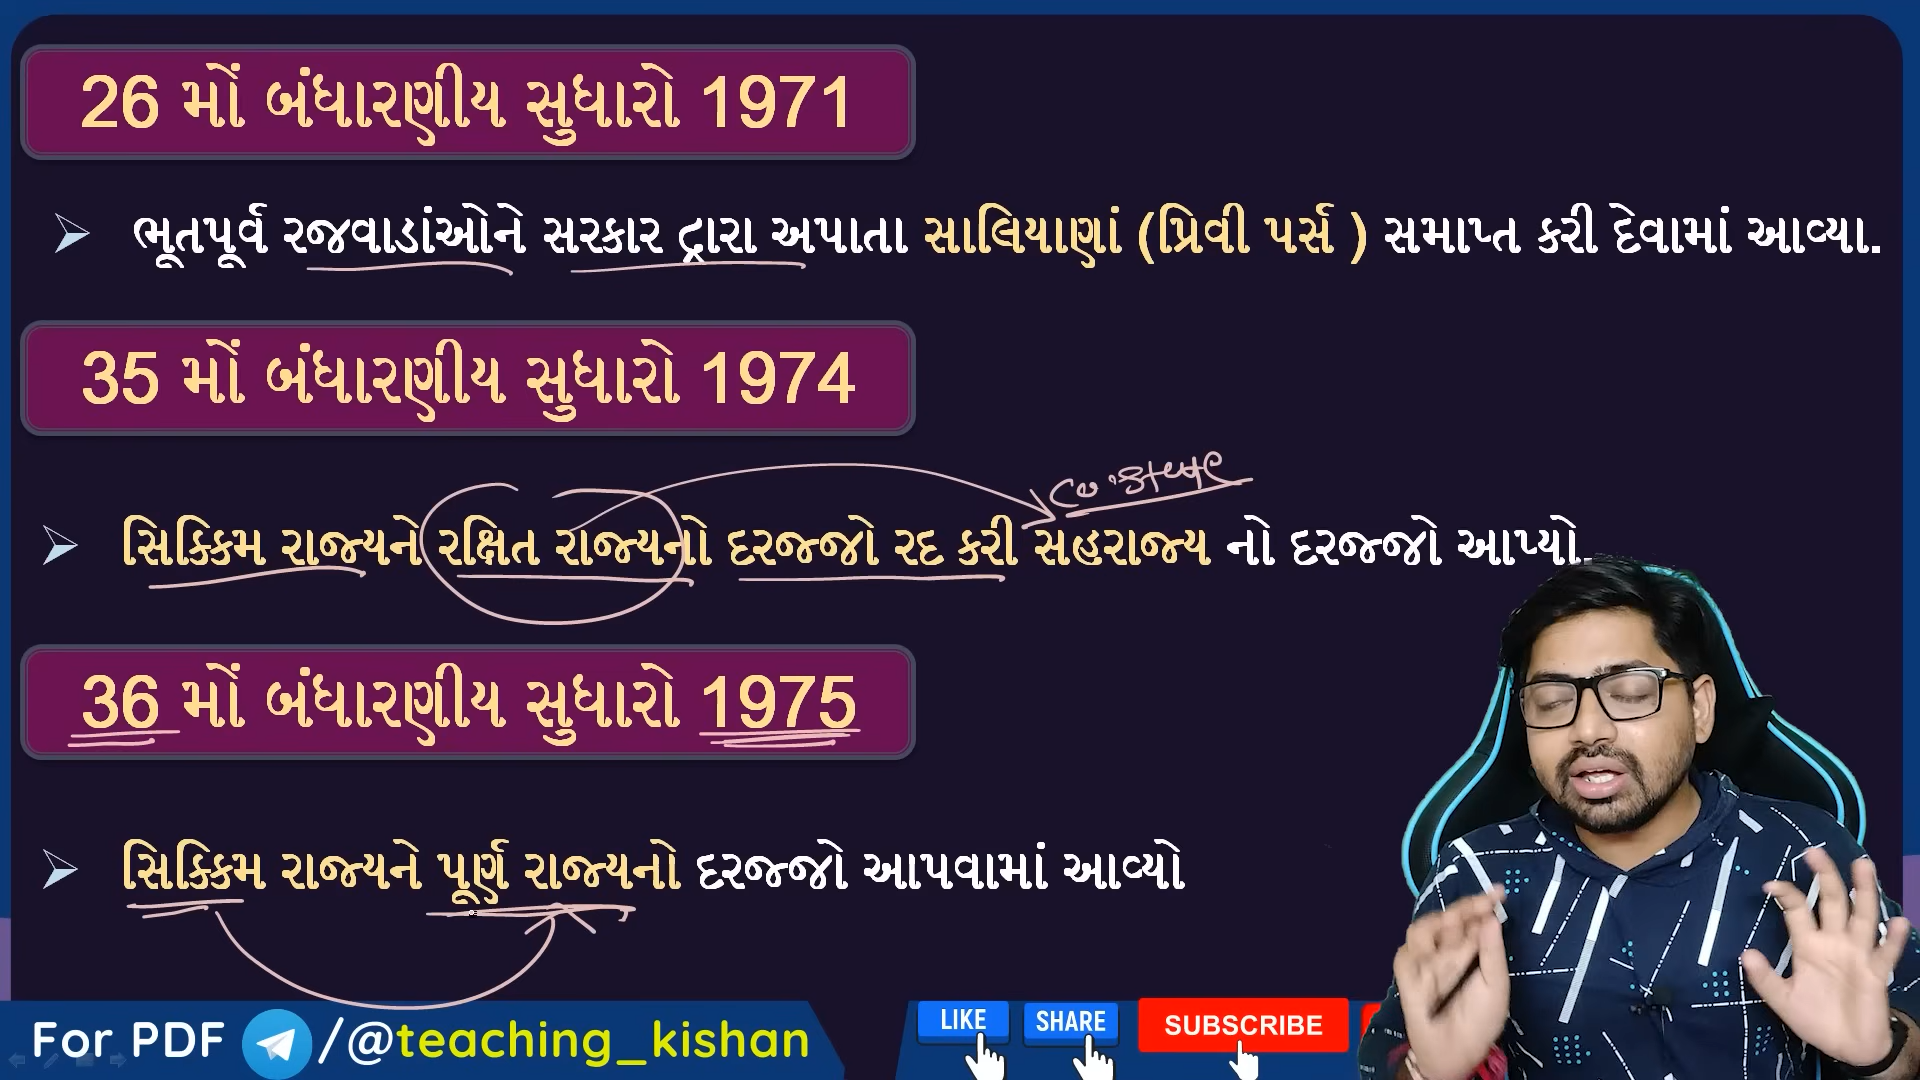 26 મોં બંધારણીય સુધારો 1971
ભૂતપૂર્વ રજવાડાંઓને સરકાર દ્વારા અપાતા સાલિયાણાં (પ્રિવી પર્સ ) સમાપ્ત કરી દેવામાં આવ્યા.
35 મોં બંધારણીય સુધારો 1974
સિક્કિમ રાજ્યને રક્ષિત રાજ્યનો દરજ્જો રદ કરી સહરાજ્ય નો દરજ્જો આપ્યો.
36 મોં બંધારણીય સુધારો 1975
સિક્કિમ રાજ્યને પૂર્ણ રાજ્યનો દરજ્જો આપવામાં આવ્યો
For PDF /@teaching_kishan
LIKE SHARE SUBSCRIBE